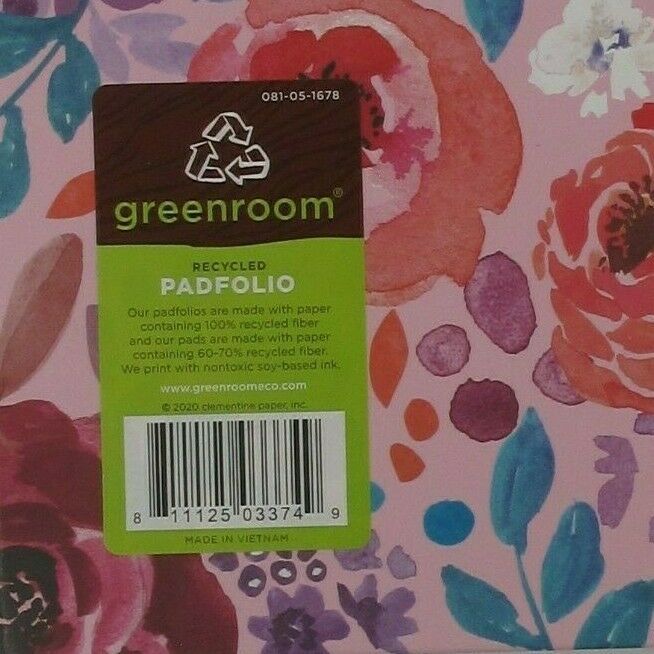 081-05-1678
greenroom®
RECYCLED
PADFOLIO
Our padfolios are made with paper
containing 100% recycled fiber
and our pads are made with paper
containing 60-70% recycled fiber.
We print with nontoxic soy-based ink.
www.greenroomeco.com
© 2020 clementine paper, inc.
8 11125 03374 9
MADE IN VIETNAM